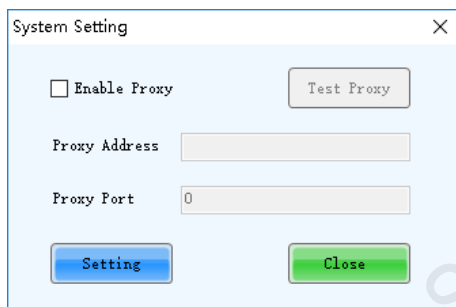 System Setting
Enable Proxy
Test Proxy
Proxy Address
Proxy Port
0
Setting
Close